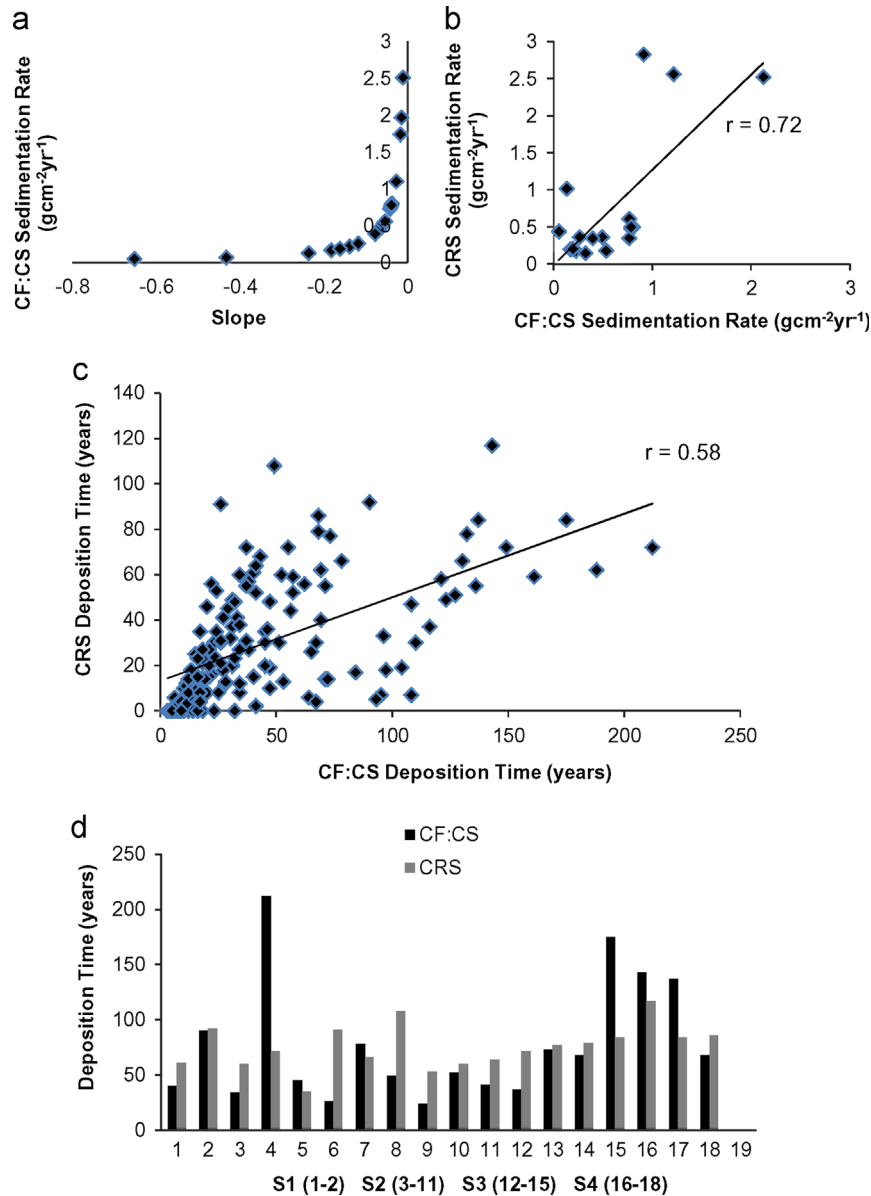 a
CF:CS Sedimentation Rate
(gcm⁻²yr⁻¹)
3
2.5
2
1.5
1
0.5
0
-0.8
-0.6
-0.4
-0.2
0
Slope
b
CRS Sedimentation Rate
(gcm⁻²yr⁻¹)
3
2.5
2
1.5
1
0.5
0
r = 0.72
0
1
2
3
CF:CS Sedimentation Rate (gcm⁻²yr⁻¹)
c
CRS Deposition Time (years)
140
120
100
80
60
40
20
0
r = 0.58
0
50
100
150
200
250
CF:CS Deposition Time (years)
d
CF:CS
CRS
Deposition Time (years)
250
200
150
100
50
0
1 2 3 4 5 6 7 8 9 10 11 12 13 14 15 16 17 18 19
S1 (1-2) S2 (3-11) S3 (12-15) S4 (16-18)